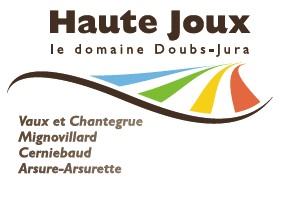 Haute Joux
le domaine Doubs-Jura
Vaux et Chantegrue
Mignovillard
Cerniebaud
Arsure-Arsurette